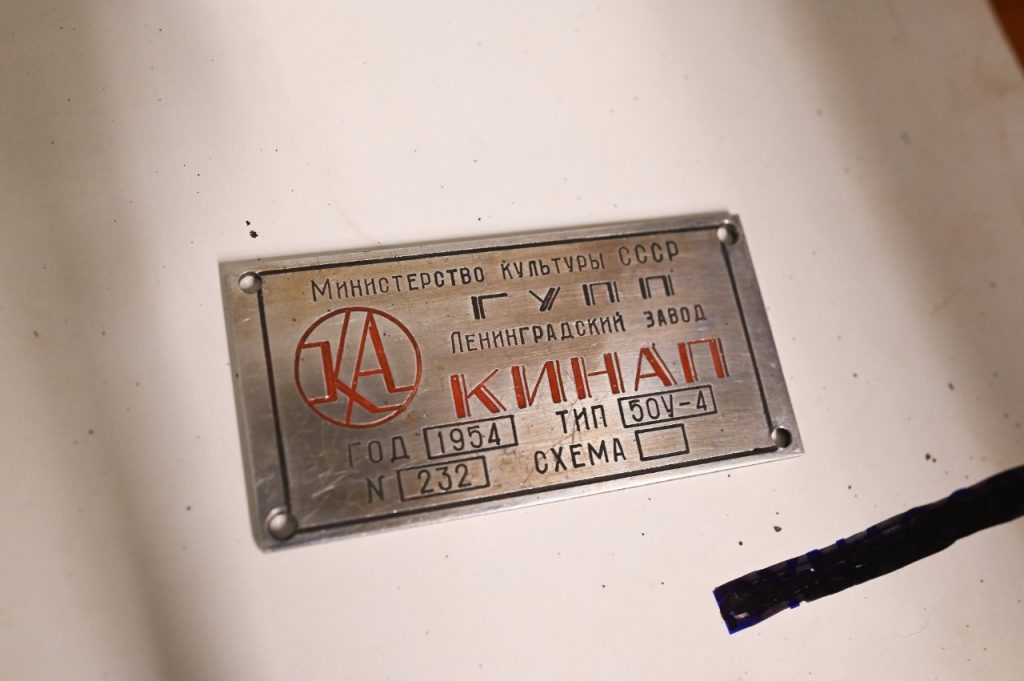 Министерство культуры СССР
ГУПП
Ленинградский завод
КА
КИНАП
ГОД 1954 ТИП 50У-4
N 232 СХЕМА